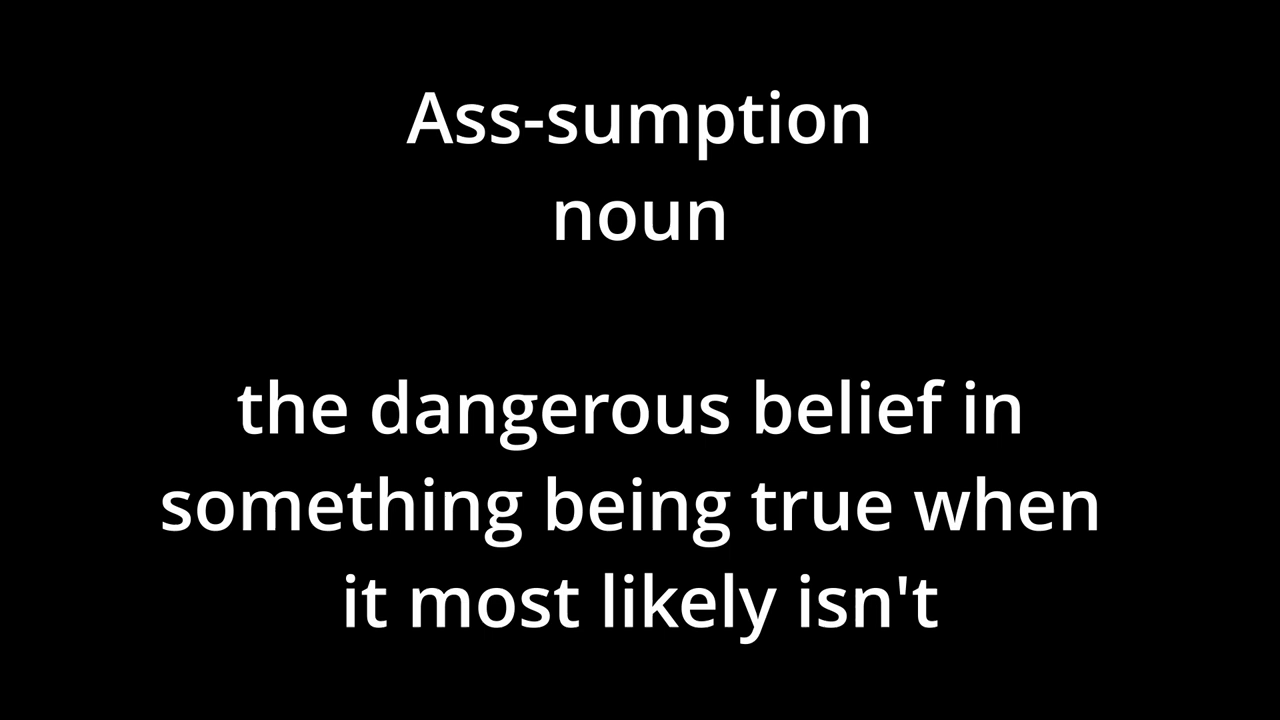 Ass-sumption
noun
the dangerous belief in
something being true when
it most likely isn't